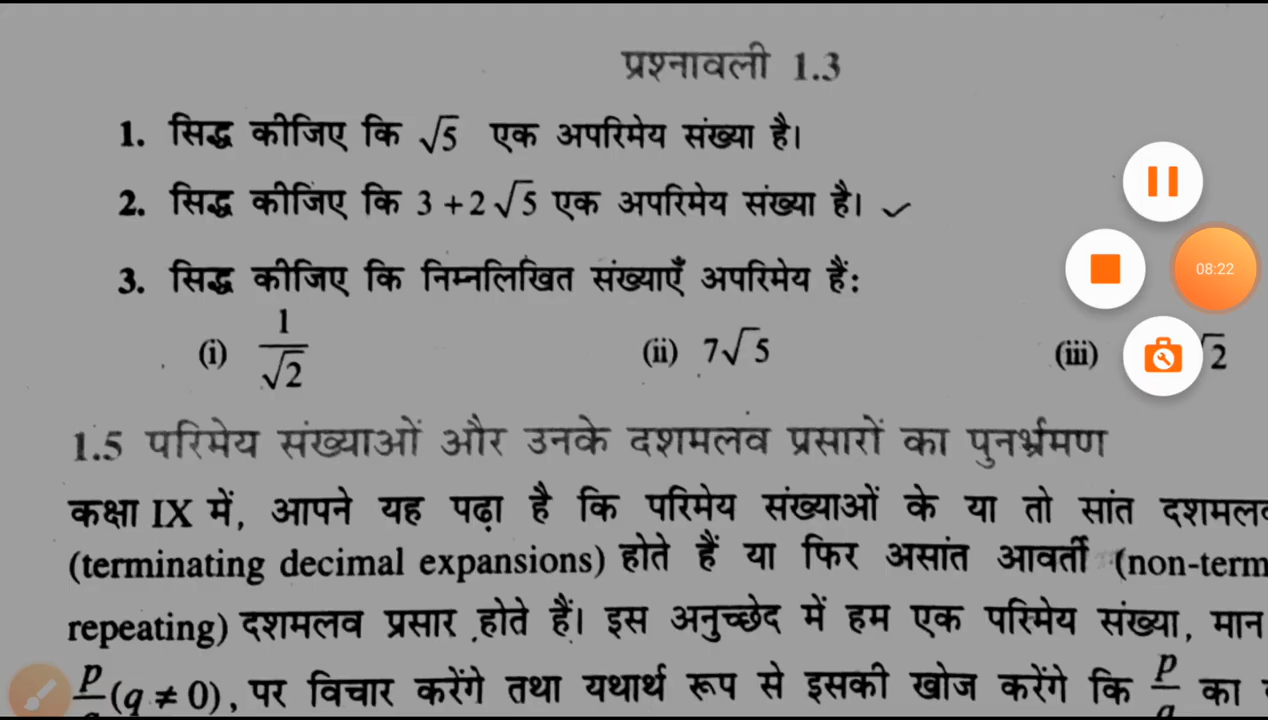 प्रश्नावली 1.3
1. सिद्ध कीजिए कि √5 एक अपरिमेय संख्या है।
2. सिद्ध कीजिए कि 3 + 2√5 एक अपरिमेय संख्या है।
3. सिद्ध कीजिए कि निम्नलिखित संख्याएँ अपरिमेय हैं:
(i) 1/√2 (ii) 7√5 (iii) √2
08:22
1.5 परिमेय संख्याओं और उनके दशमलव प्रसारों का पुनर्भ्रमण
कक्षा IX में, आपने यह पढ़ा है कि परिमेय संख्याओं के या तो सांत
(terminating decimal expansions) होते हैं या फिर असांत आवर्ती
repeating) दशमलव प्रसार होते हैं। इस अनुच्छेद में हम एक परिमेय संख्या, मान
p/q (q ≠ 0), पर विचार करेंगे तथा यथार्थ रूप से इसकी खोज करेंगे कि p/q का